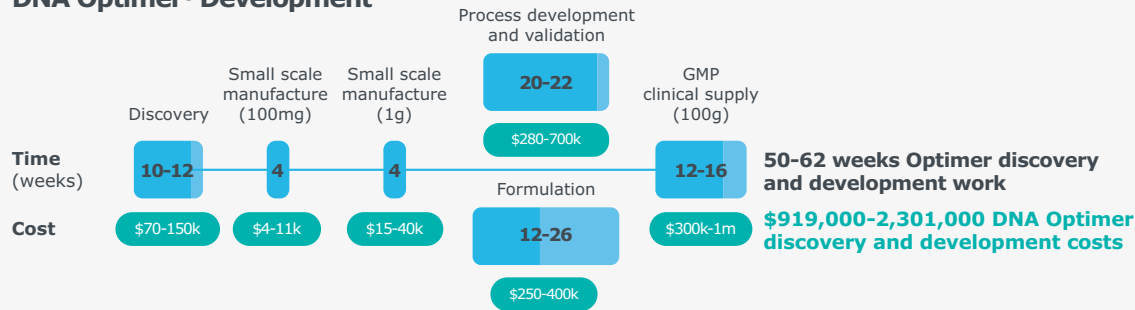 DNA Optimer® Development
Process development
and validation
20-22
$280-700k
Small scale
manufacture
(100mg)
Small scale
manufacture
(1g)
GMP
clinical supply
(100g)
Discovery
Time
(weeks)
10-12
4
4
12-16
50-62 weeks Optimer discovery
and development work
Formulation
12-26
Cost
$70-150k
$4-11k
$15-40k
$300k-1m
$919,000-2,301,000 DNA Optimer
discovery and development costs
$250-400k